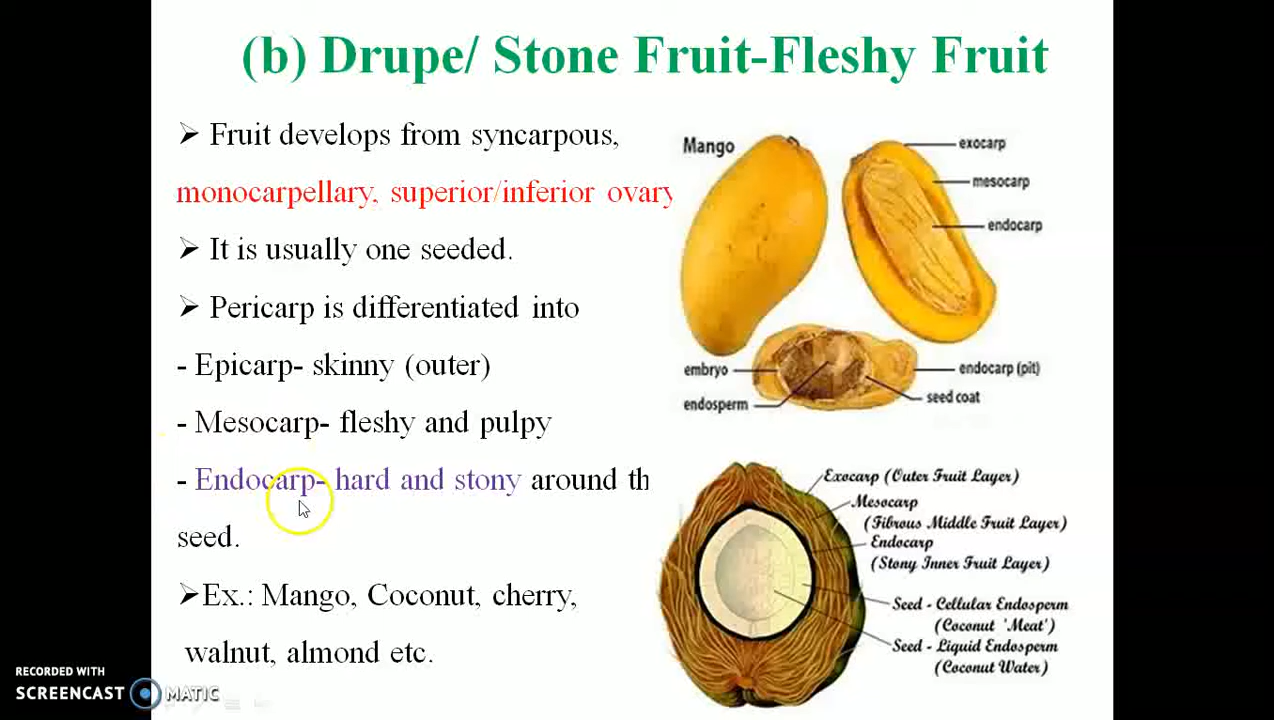 (b) Drupe/ Stone Fruit-Fleshy Fruit
➢ Fruit develops from syncarpous,
monocarpellary, superior/inferior ovary
➢ It is usually one seeded.
➢ Pericarp is differentiated into
- Epicarp- skinny (outer)
- Mesocarp- fleshy and pulpy
- Endocarp- hard and stony around th
seed.
➢Ex.: Mango, Coconut, cherry,
walnut, almond etc.
Mango
exocarp
mesocarp
endocarp
embryo
endosperm
endocarp (pit)
seed coat
Exocarp (Outer Fruit Layer)
Mesocarp
(Fibrous Middle Fruit Layer)
Endocarp
(Stony Inner Fruit Layer)
Seed - Cellular Endosperm
(Coconut 'Meat')
Seed - Liquid Endosperm
(Coconut Water)
RECORDED WITH
SCREENCAST MATIC